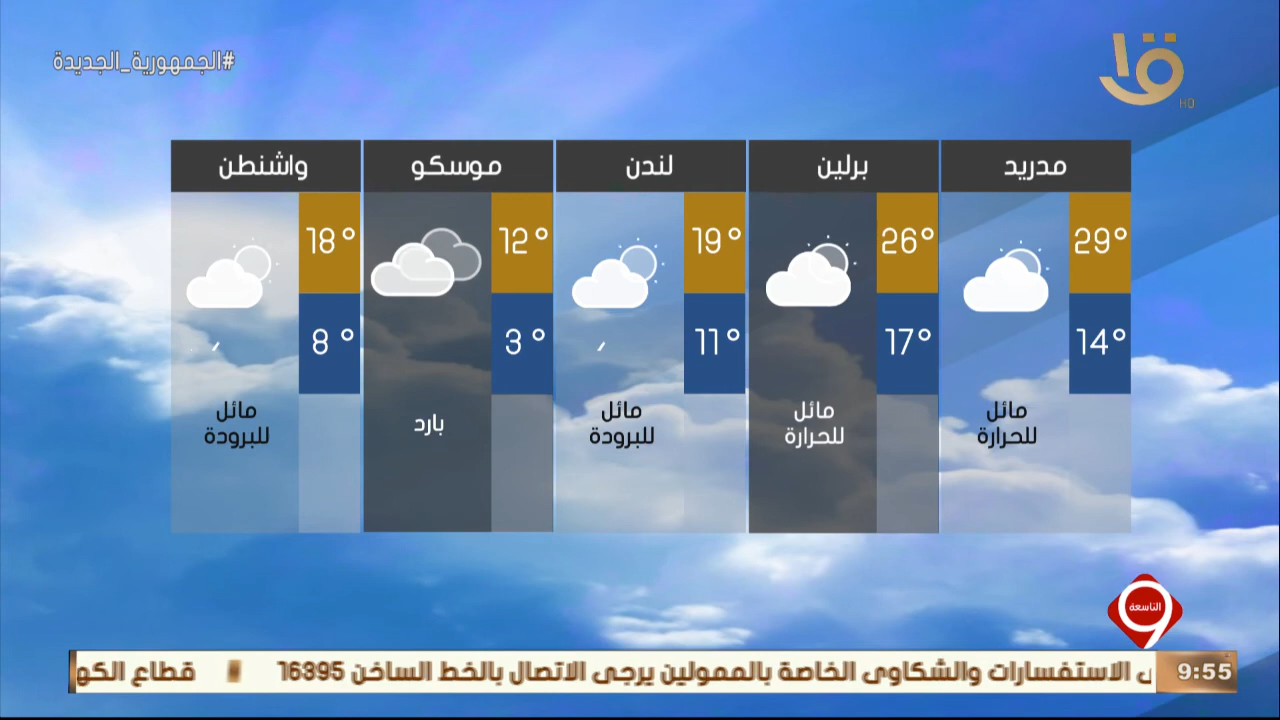 #الجمهورية_الجديدة
HD
مدريد
برلين
لندن
موسكو
واشنطن
29°
26°
19°
12°
18°
14°
17°
11°
3°
8°
مائل
للحرارة
مائل
للحرارة
مائل
للبرودة
بارد
مائل
للبرودة
التاسعة
9
9:55
الاستفسارات والشكاوى الخاصة بالممولين يرجى الاتصال بالخط الساخن 16395
قطاع